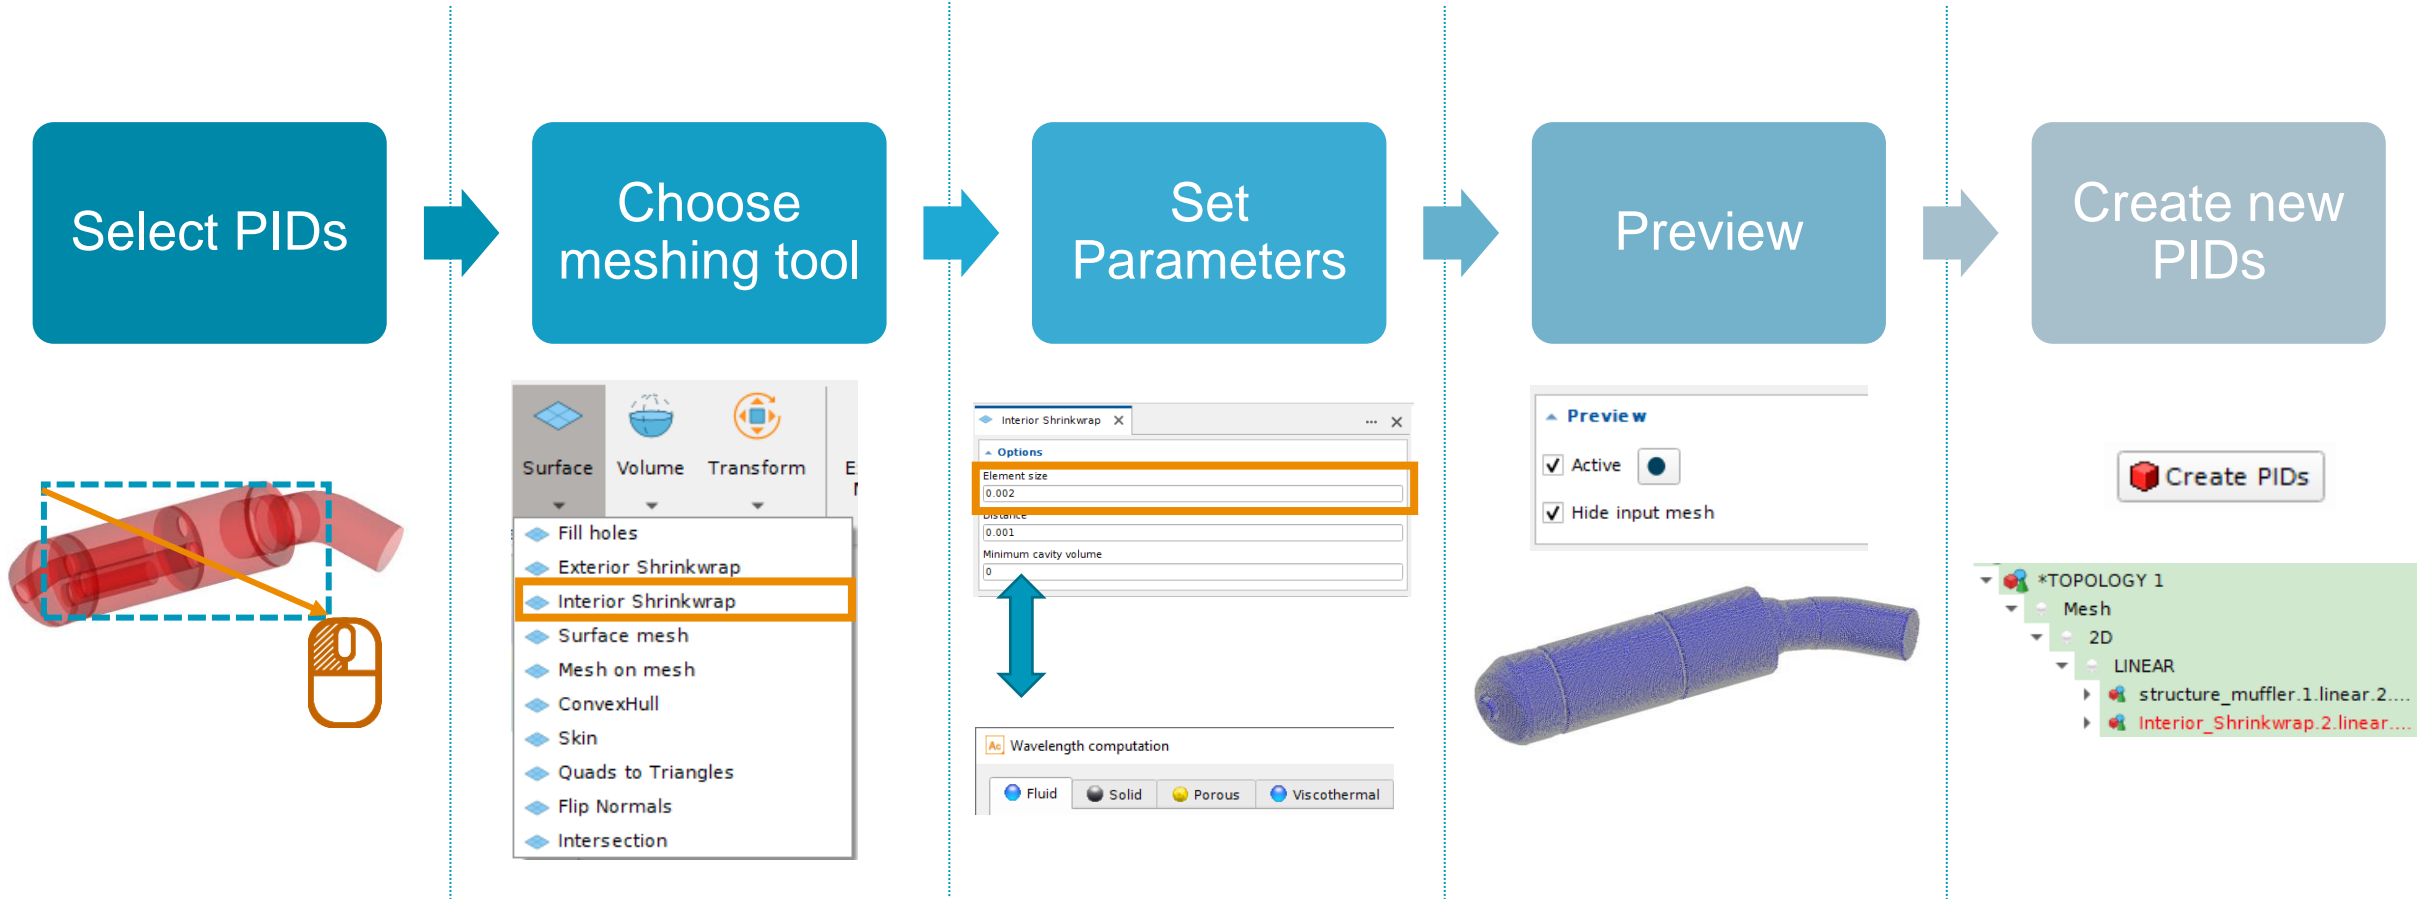 Select PIDs
Choose
meshing tool
Set
Parameters
Preview
Create new
PIDs
Surface
Volume
Transform
Fill holes
Exterior Shrinkwrap
Interior Shrinkwrap
Surface mesh
Mesh on mesh
ConvexHull
Skin
Quads to Triangles
Flip Normals
Intersection
Interior Shrinkwrap
Options
Element size
0.002
Distance
0.001
Minimum cavity volume
0
Ac Wavelength computation
Fluid Solid Porous Viscothermal
Preview
Active
Hide input mesh
Create PIDs
*TOPOLOGY 1
Mesh
2D
LINEAR
structure_muffler.1.linear.2....
Interior_Shrinkwrap.2.linear....